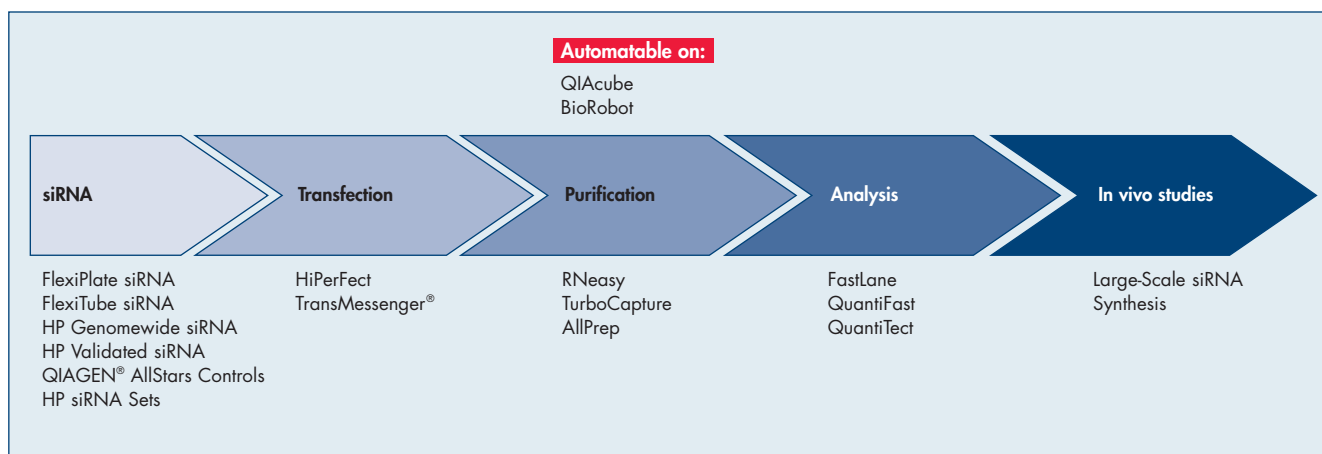 Automatable on:
QIAcube
BioRobot
siRNA
Transfection
Purification
Analysis
In vivo studies
FlexiPlate siRNA
FlexiTube siRNA
HP Genomewide siRNA
HP Validated siRNA
QIAGEN® AllStars Controls
HP siRNA Sets
HiPerFect
TransMessenger®
RNeasy
TurboCapture
AllPrep
FastLane
QuantiFast
QuantiTect
Large-Scale siRNA
Synthesis